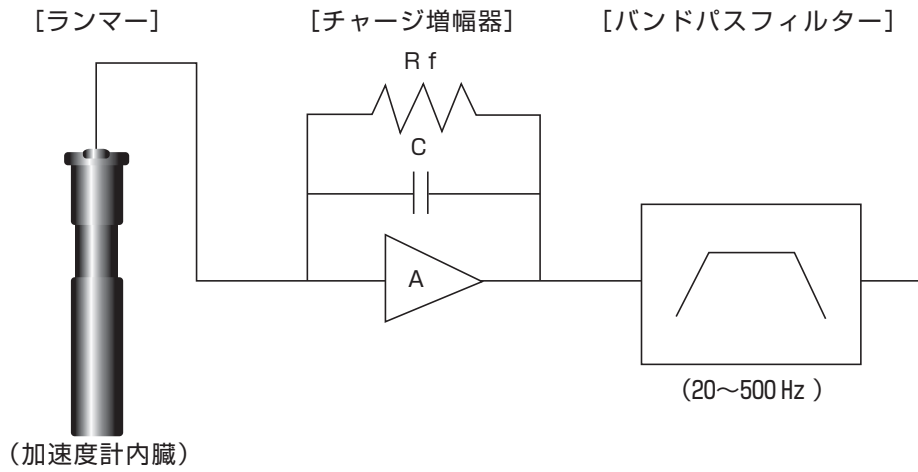 [ランマー]
[チャージ増幅器]
[バンドパスフィルター]
Rf
C
A
(20〜500 Hz )
(加速度計内臓)